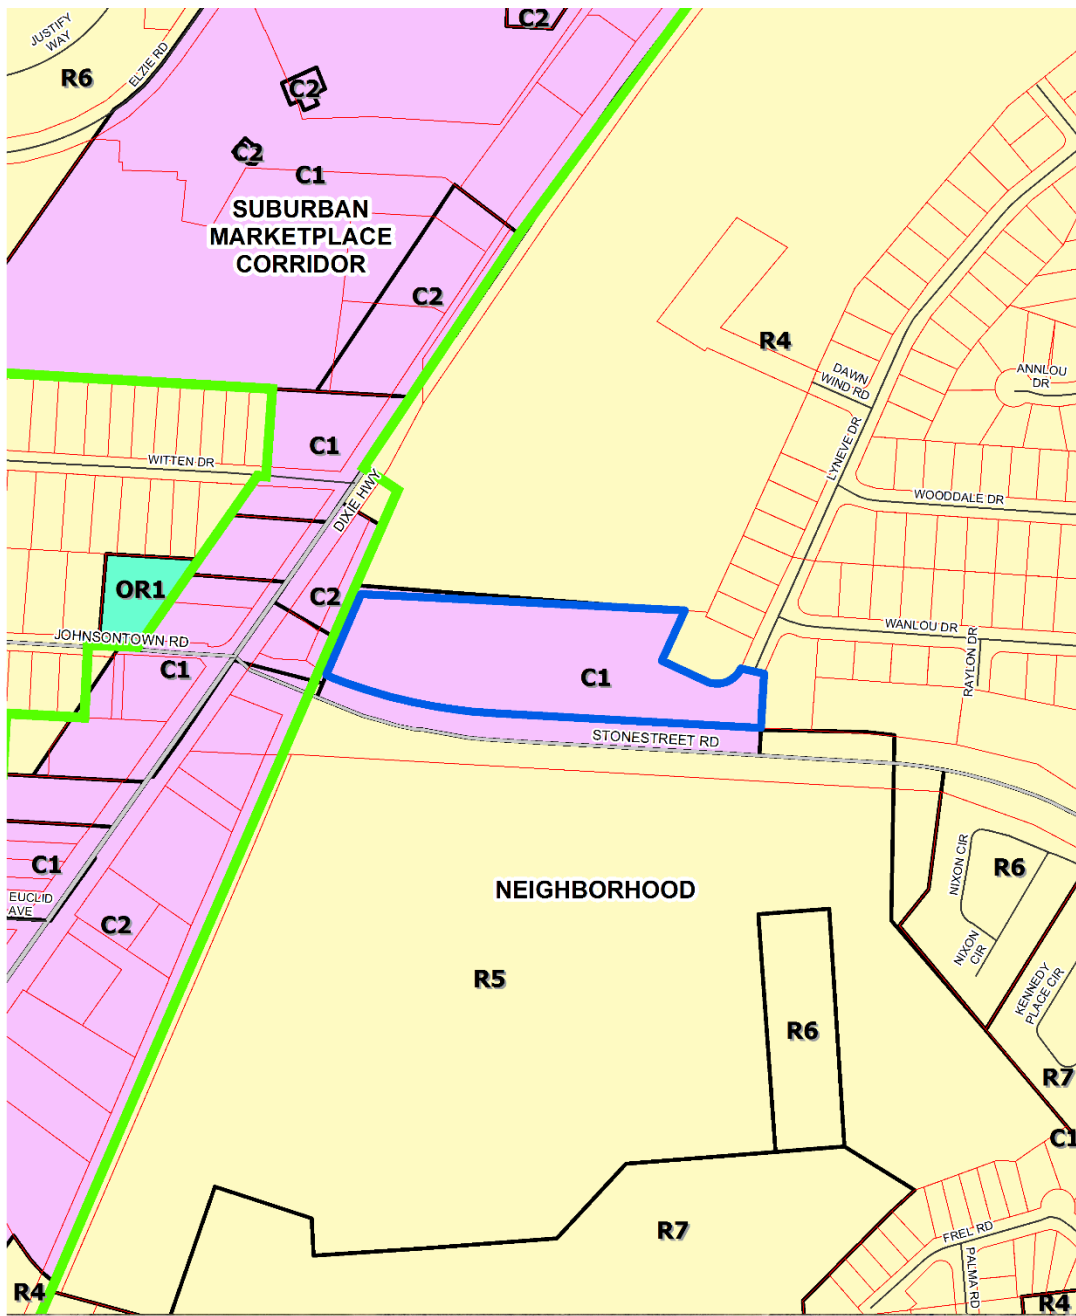 C2
JUSTIFY
WAY
ELZIE RD
R6
C2
C2
C1
SUBURBAN
MARKETPLACE
CORRIDOR
C2
R4
DAWN
WIND RD
ANNLOU
DR
LYNEVE DR
C1
WITTEN DR
DIXIE HWY
WOODDALE DR
OR1
C2
WANLOU DR
RAYLON DR
JOHNSONTOWN RD
C1
C1
STONESTREET RD
C1
EUCLID
AVE
C2
NEIGHBORHOOD
NIXON CIR
R6
NIXON
CIR
R5
KENNEDY
PLACE CIR
R6
R7
C1
R7
FREL RD
PALMA RD
R4
R4